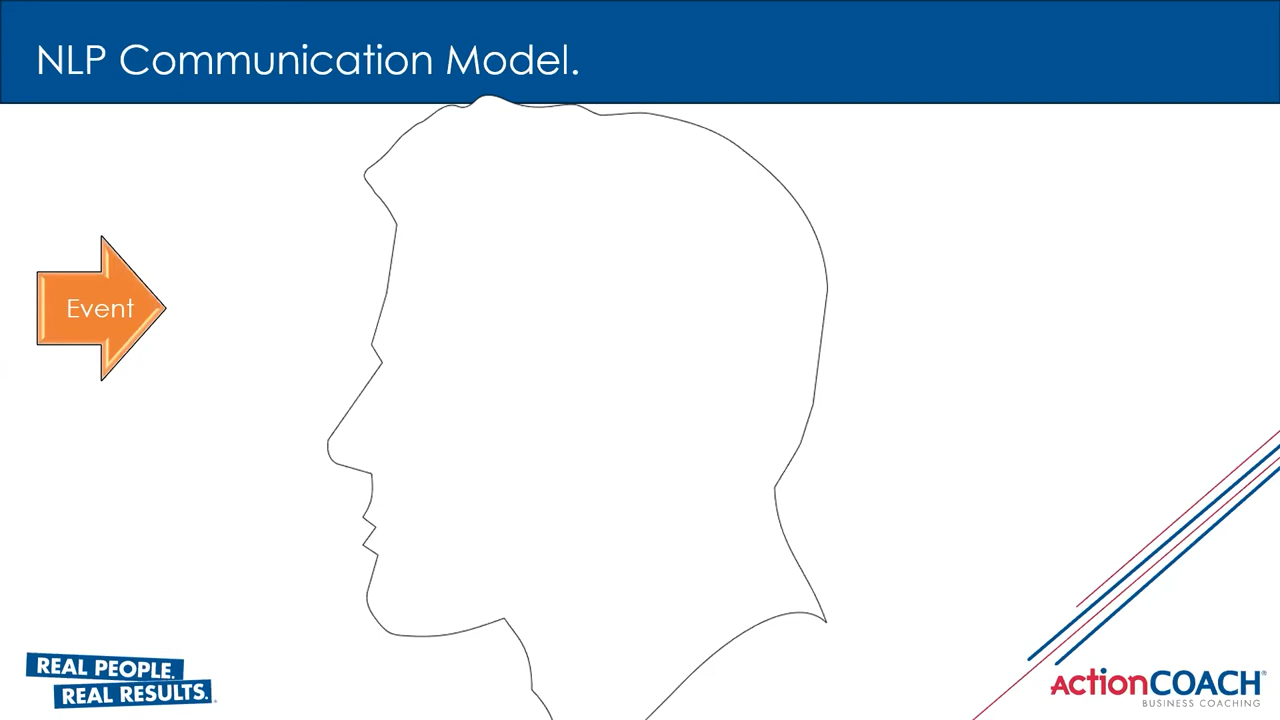 NLP Communication Model.
Event
REAL PEOPLE.
REAL RESULTS.
ActionCOACH®
BUSINESS COACHING